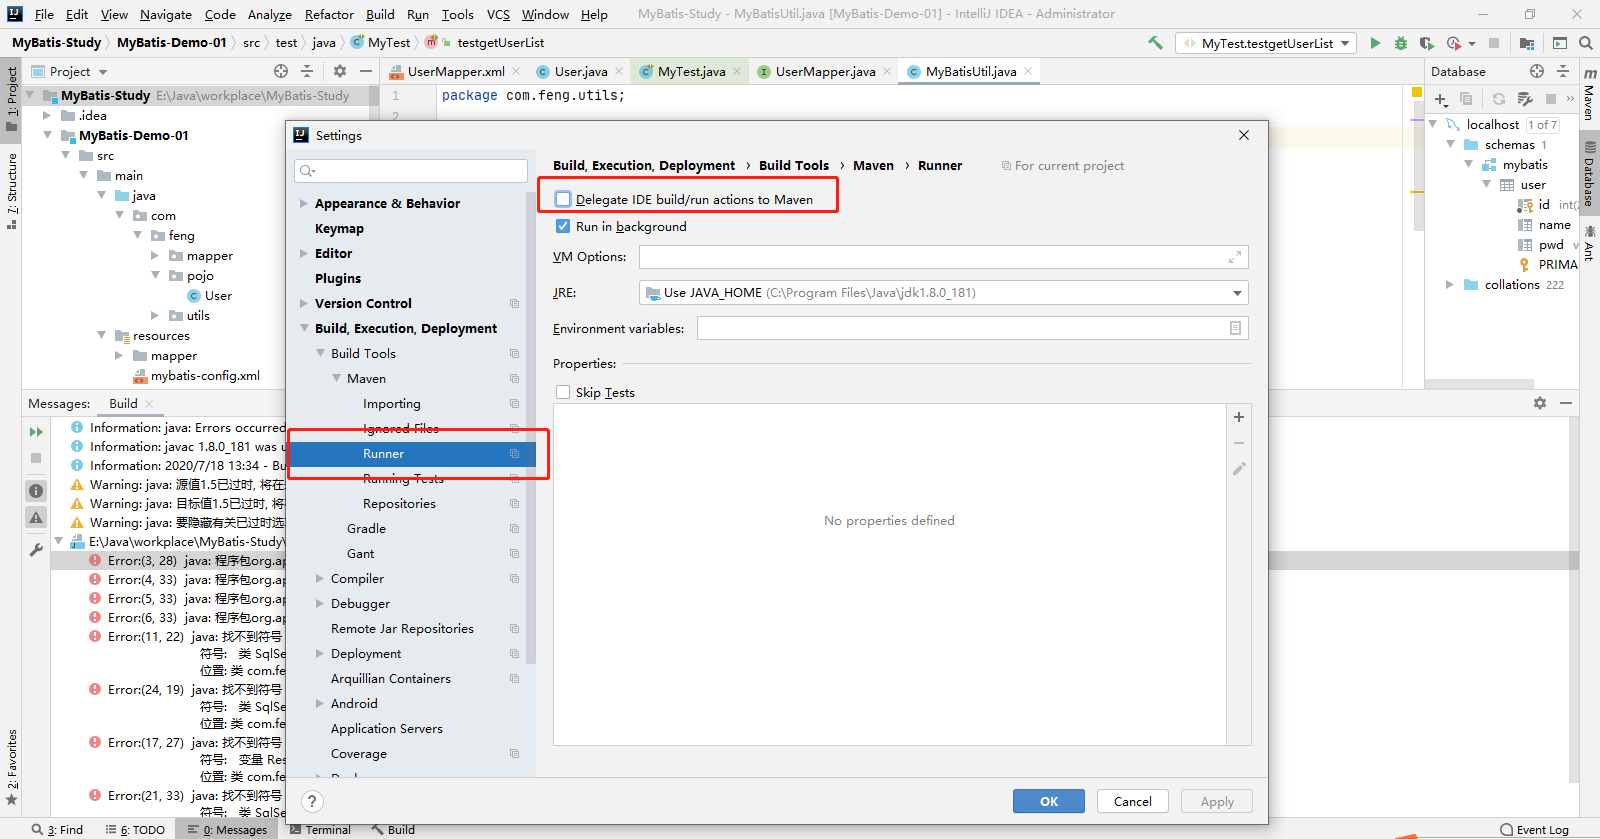 File Edit View Navigate Code Analyze Refactor Build Run Tools VCS Window Help MyBatis-Study - MyBatisUtil.java [MyBatis-Demo-01] - IntelliJ IDEA - Administrator
MyBatis-Study MyBatis-Demo-01 src test java MyTest testgetUserList MyTest.testgetUserList
Project UserMapper.xml User.java MyTest.java UserMapper.java MyBatisUtil.java Database
1: Project
7: Structure
2: Favorites
MyBatis-Study E:\Java\workplace\MyBatis-Study
.idea
MyBatis-Demo-01
src
main
java
com
feng
mapper
pojo
User
utils
resources
mapper
mybatis-config.xml
1 package com.feng.utils;
2
localhost 1 of 7
schemas 1
mybatis
user
id int(
name
pwd
PRIMA
collations 222
Maven
Database
Ant
Messages: Build
Information: java: Errors occurred
Information: javac 1.8.0_181 was u
Information: 2020/7/18 13:34 - Bu
Warning: java: 源值1.5已过时, 将在
Warning: java: 目标值1.5已过时, 将
Warning: java: 要隐藏有关已过时选
E:\Java\workplace\MyBatis-Study\
Error:(3, 28) java: 程序包org.ap
Error:(4, 33) java: 程序包org.ap
Error:(5, 33) java: 程序包org.ap
Error:(6, 33) java: 程序包org.ap
Error:(11, 22) java: 找不到符号
符号: 类 SqlSe
位置: 类 com.fe
Error:(24, 19) java: 找不到符号
符号: 类 SqlSe
位置: 类 com.fe
Error:(17, 27) java: 找不到符号
符号: 变量 Res
位置: 类 com.fe
Error:(21, 33) java: 找不到符号
符号: 类 SqlSe
Settings
Appearance & Behavior
Keymap
Editor
Plugins
Version Control
Build, Execution, Deployment
Build Tools
Maven
Importing
Ignored Files
Runner
Running Tests
Repositories
Gradle
Gant
Compiler
Debugger
Remote Jar Repositories
Deployment
Arquillian Containers
Android
Application Servers
Coverage
Build, Execution, Deployment › Build Tools › Maven › Runner For current project
Delegate IDE build/run actions to Maven
Run in background
VM Options:
JRE: Use JAVA_HOME (C:\Program Files\Java\jdk1.8.0_181)
Environment variables:
Properties:
Skip Tests
No properties defined
? OK Cancel Apply
3: Find 6: TODO 0: Messages Terminal Build Event Log